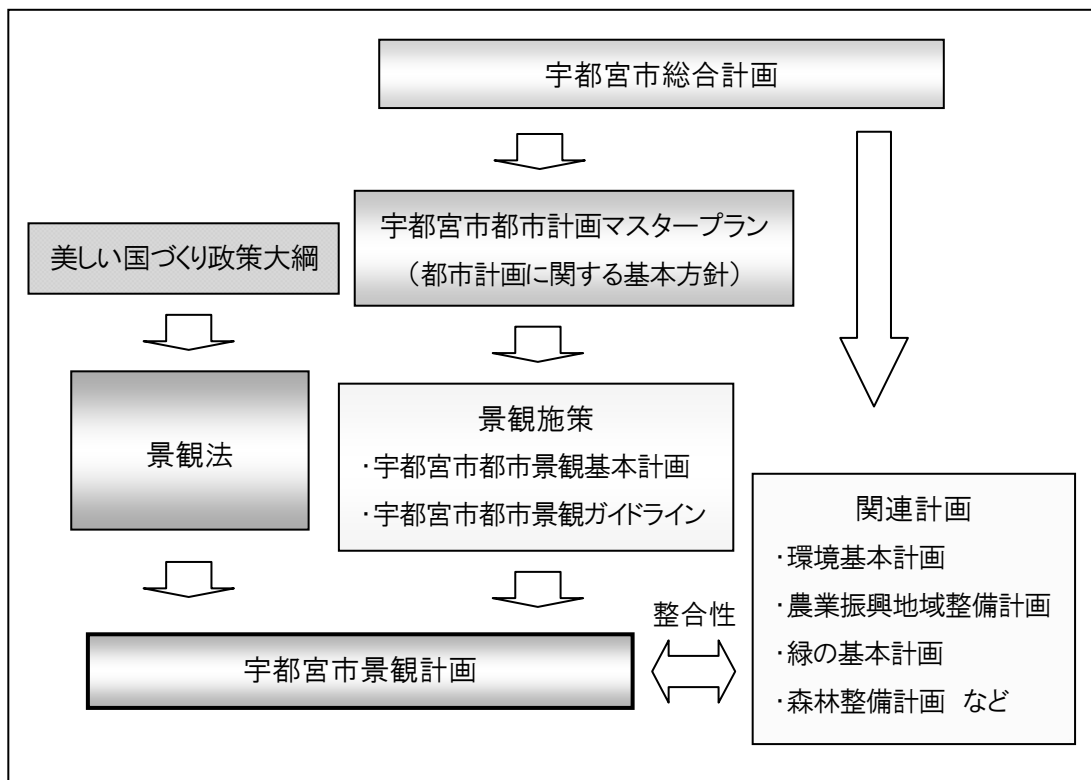 宇都宮市総合計画
宇都宮市都市計画マスタープラン
（都市計画に関する基本方針）
美しい国づくり政策大綱
景観法
景観施策
・宇都宮市都市景観基本計画
・宇都宮市都市景観ガイドライン
関連計画
・環境基本計画
・農業振興地域整備計画
・緑の基本計画
・森林整備計画　など
整合性
宇都宮市景観計画